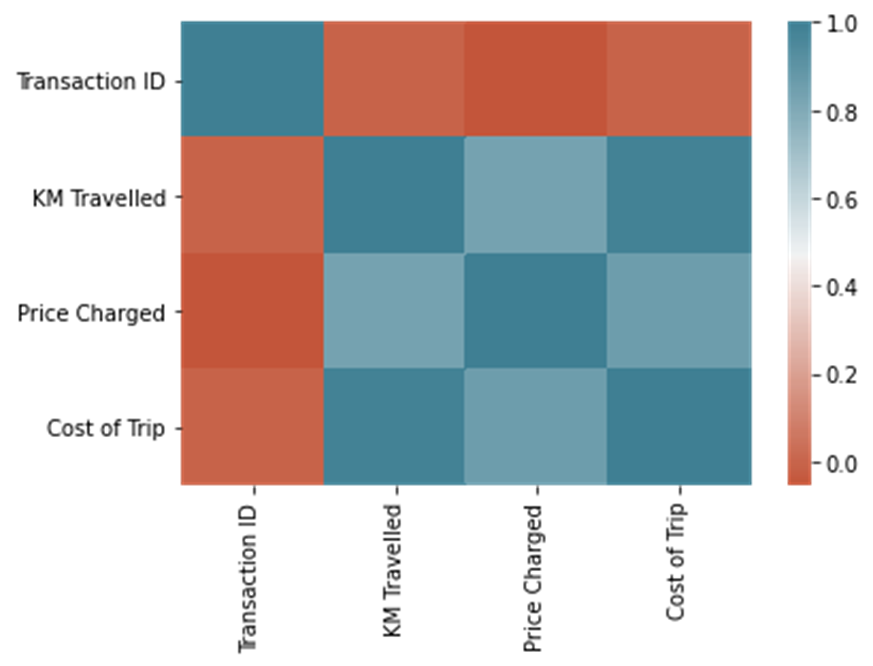 Transaction ID
KM Travelled
Price Charged
Cost of Trip
Transaction ID
KM Travelled
Price Charged
Cost of Trip
1.0
0.8
0.6
0.4
0.2
0.0